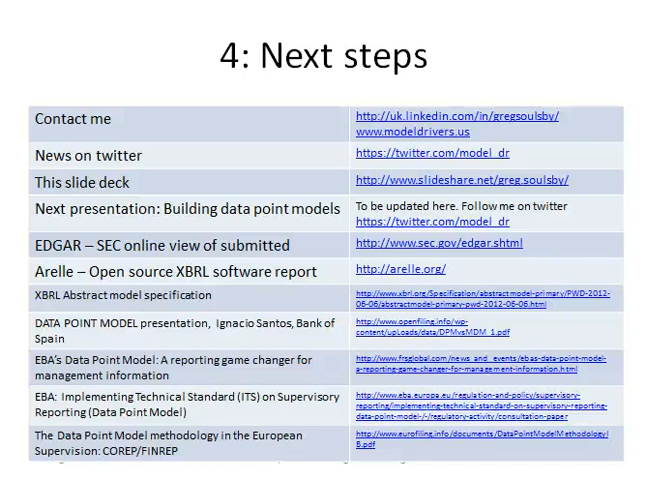 4: Next steps
Contact me
http://uk.linkedin.com/in/gregsoulsby/
www.modeldrivers.us
News on twitter
https://twitter.com/model_dr
This slide deck
http://www.slideshare.net/greg.soulsby/
Next presentation: Building data point models
To be updated here. Follow me on twitter
https://twitter.com/model_dr
EDGAR – SEC online view of submitted
http://www.sec.gov/edgar.shtml
Arelle – Open source XBRL software report
http://arelle.org/
XBRL Abstract model specification
http://www.xbrl.org/Specification/abstractmodel-primary/PWD-2012-
06-06/abstractmodel-primary-pwd-2012-06-06.html
DATA POINT MODEL presentation, Ignacio Santos, Bank of
Spain
http://www.openfiling.info/wp-
content/upLoads/data/DPMvsMDM_1.pdf
EBA's Data Point Model: A reporting game changer for
management information
http://www.frsglobal.com/news_and_events/ebas-data-point-model-
a-reporting-game-changer-for-management-information.html
EBA: Implementing Technical Standard (ITS) on Supervisory
Reporting (Data Point Model)
http://www.eba.europa.eu/regulation-and-policy/supervisory-
reporting/implementing-technical-standard-on-supervisory-reporting-
data-point-model-/-/regulatory-activity/consultation-paper
The Data Point Model methodology in the European
Supervision: COREP/FINREP
http://www.eurofiling.info/documents/DataPointModelMethodologyI
B.pdf